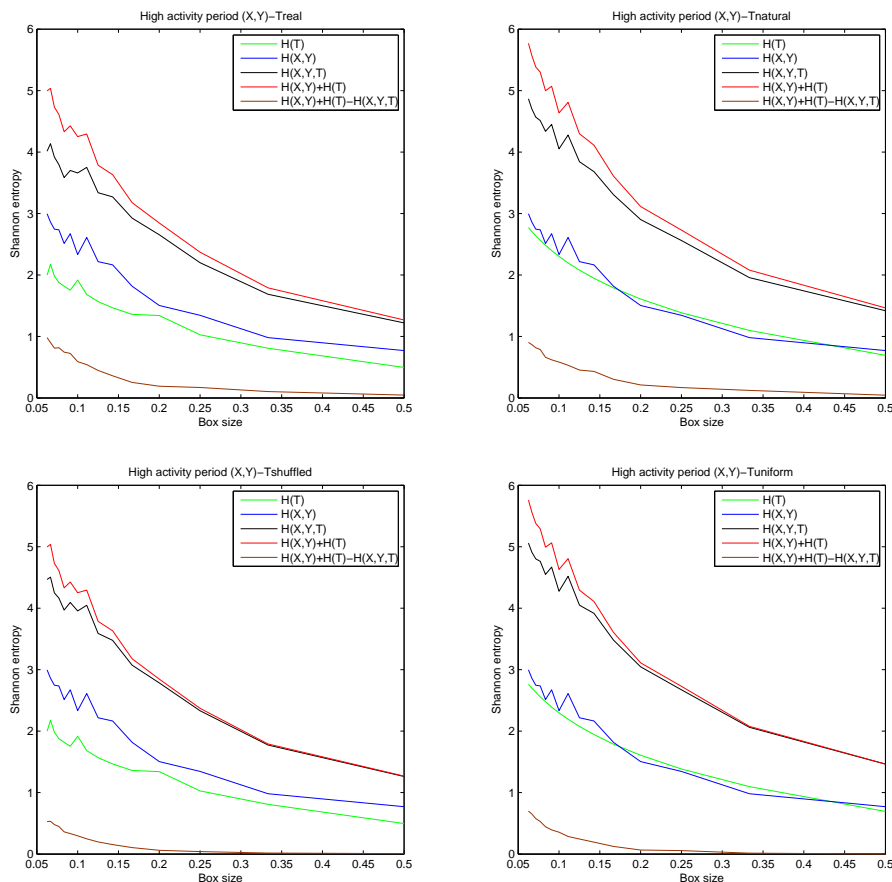 High activity period (X,Y)−Treal
6
5
4
3
2
1
0
Shannon entropy
H(T)
H(X,Y)
H(X,Y,T)
H(X,Y)+H(T)
H(X,Y)+H(T)−H(X,Y,T)
0.05 0.1 0.15 0.2 0.25 0.3 0.35 0.4 0.45 0.5
Box size
High activity period (X,Y)−Tnatural
6
5
4
3
2
1
0
Shannon entropy
H(T)
H(X,Y)
H(X,Y,T)
H(X,Y)+H(T)
H(X,Y)+H(T)−H(X,Y,T)
0.05 0.1 0.15 0.2 0.25 0.3 0.35 0.4 0.45 0.5
Box size
High activity period (X,Y)−Tshuffled
6
5
4
3
2
1
0
Shannon entropy
H(T)
H(X,Y)
H(X,Y,T)
H(X,Y)+H(T)
H(X,Y)+H(T)−H(X,Y,T)
0.05 0.1 0.15 0.2 0.25 0.3 0.35 0.4 0.45 0.5
Box size
High activity period (X,Y)−Tuniform
6
5
4
3
2
1
0
Shannon entropy
H(T)
H(X,Y)
H(X,Y,T)
H(X,Y)+H(T)
H(X,Y)+H(T)−H(X,Y,T)
0.05 0.1 0.15 0.2 0.25 0.3 0.35 0.4 0.45 0.5
Box size